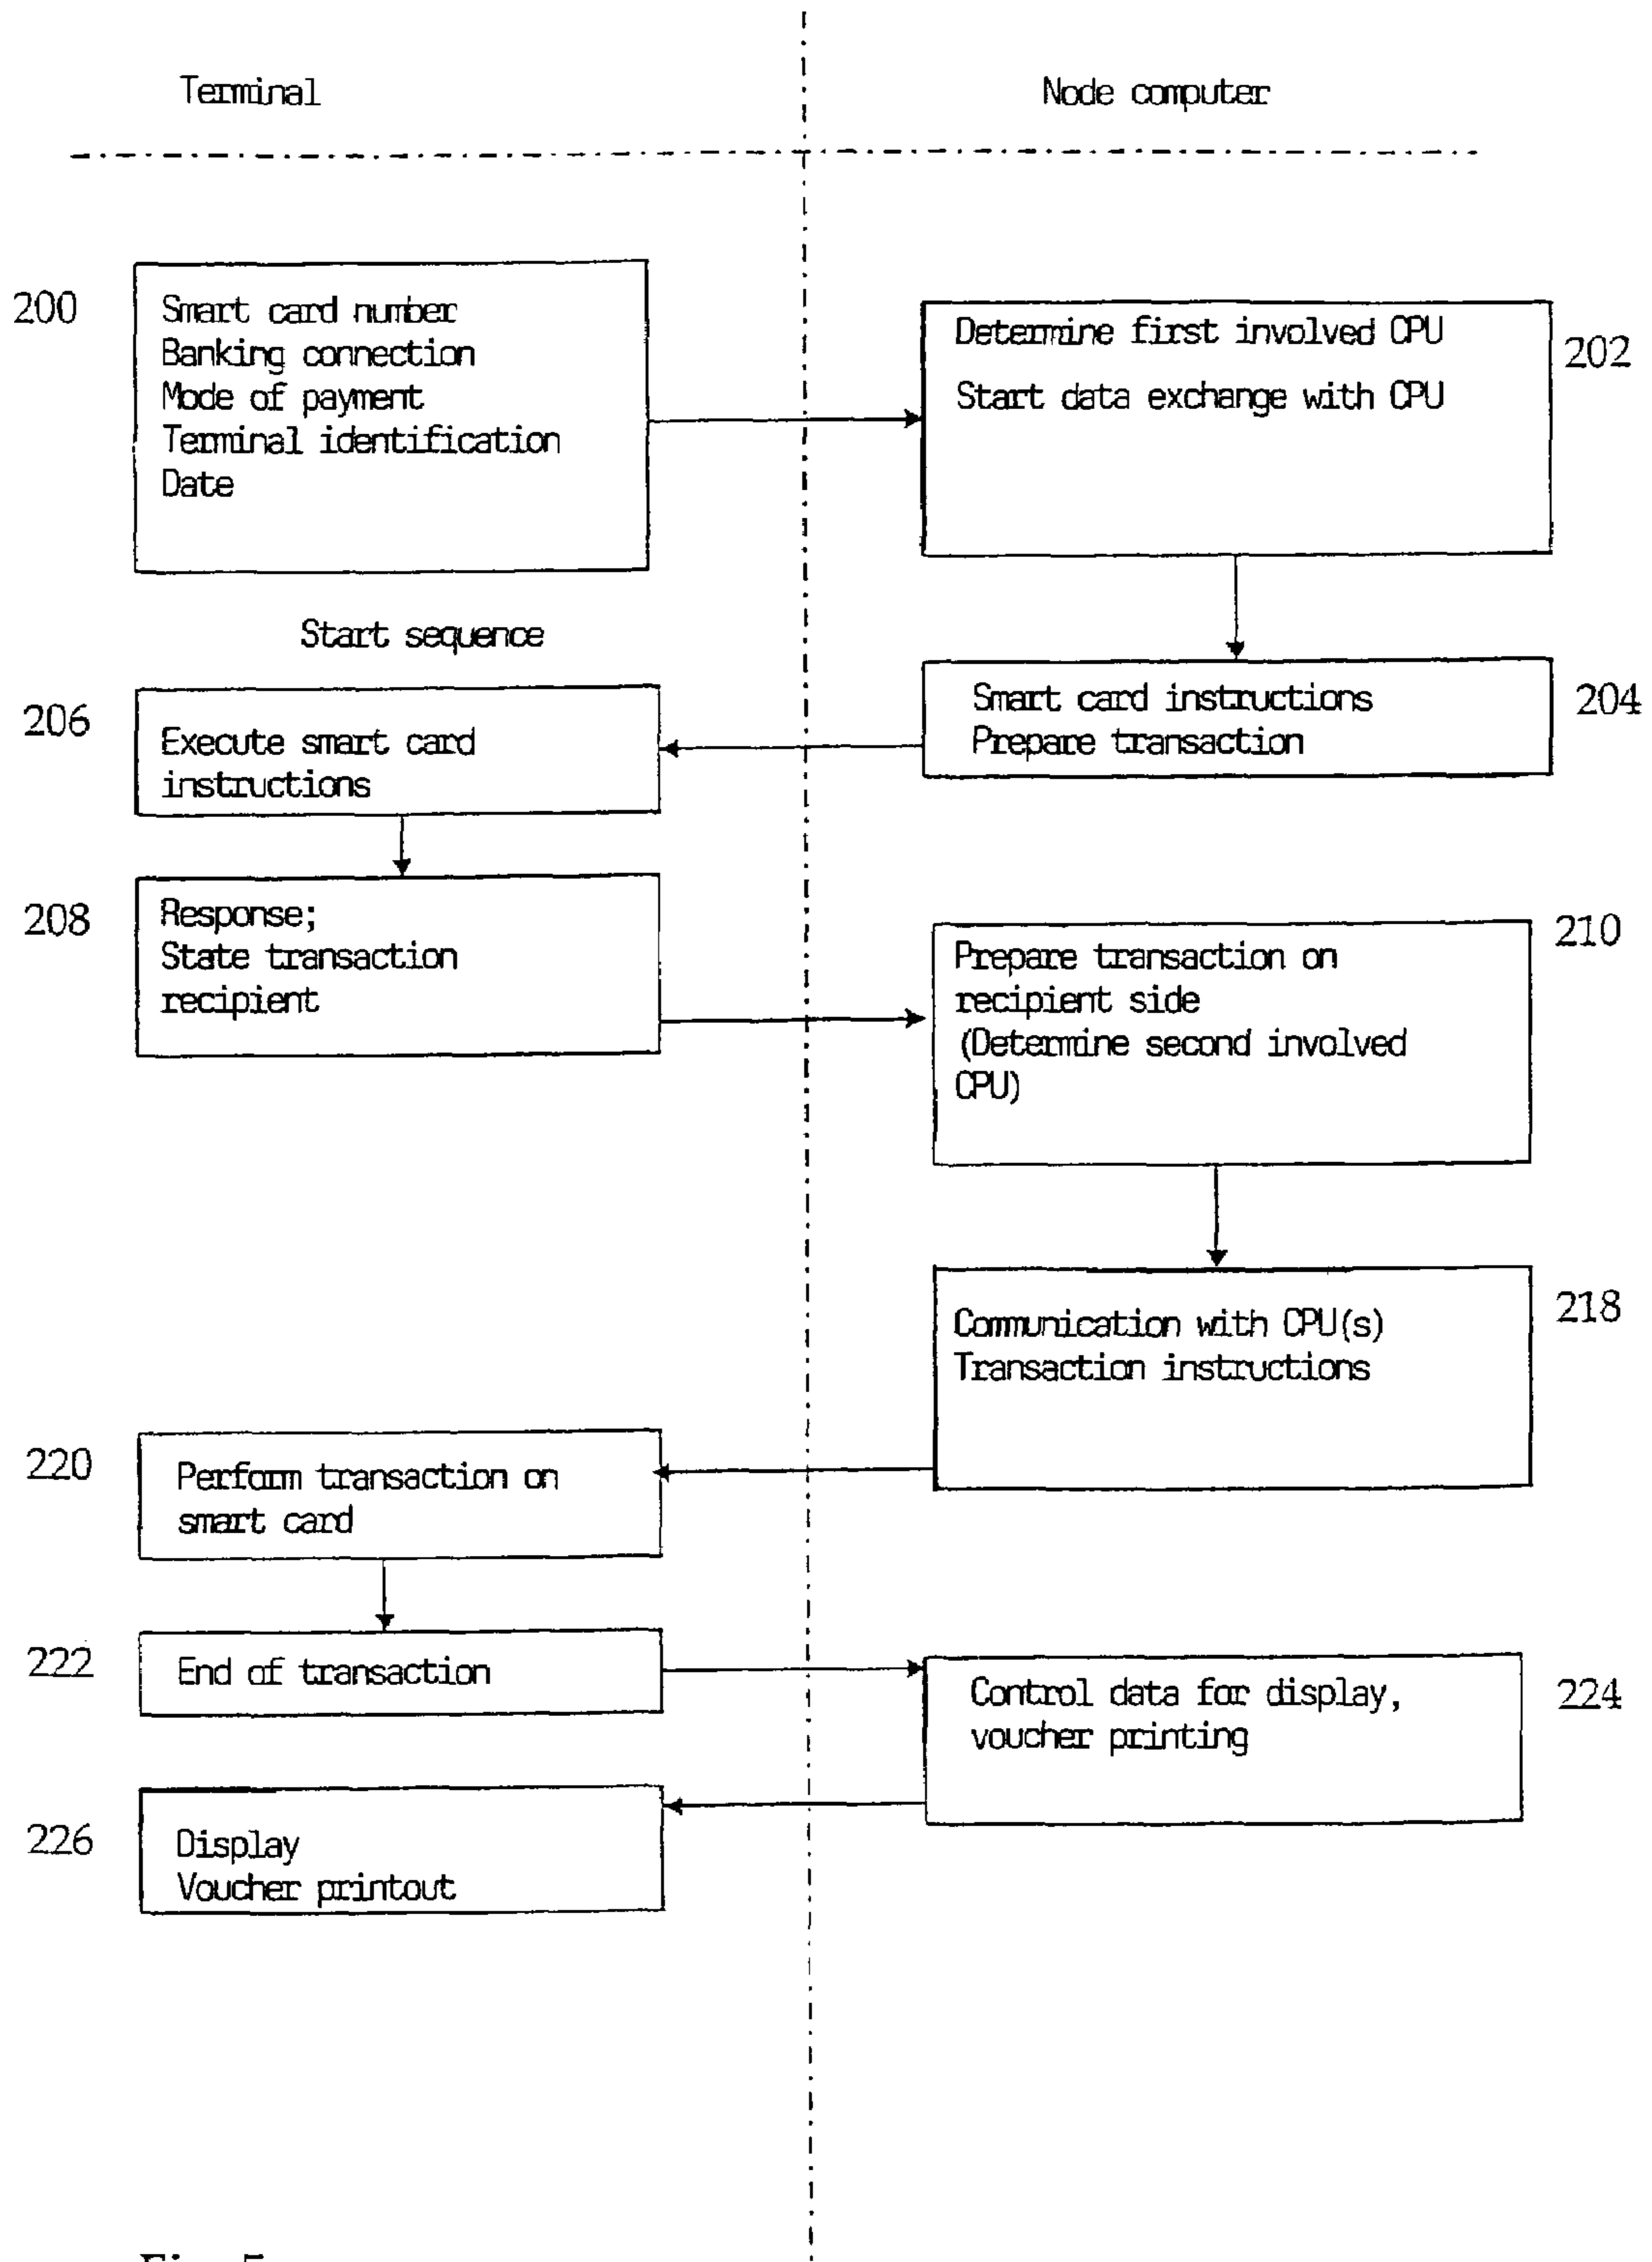 Terminal
Node computer
200
Smart card number
Banking connection
Mode of payment
Terminal identification
Date
Determine first involved CPU
Start data exchange with CPU
202
Start sequence
Smart card instructions
Prepare transaction
204
206
Execute smart card
instructions
208
Response;
State transaction
recipient
210
Prepare transaction on
recipient side
(Determine second involved
CPU)
218
Communication with CPU(s)
Transaction instructions
220
Perform transaction on
smart card
222
End of transaction
Control data for display,
voucher printing
224
226
Display
Voucher printout
Fig. 5